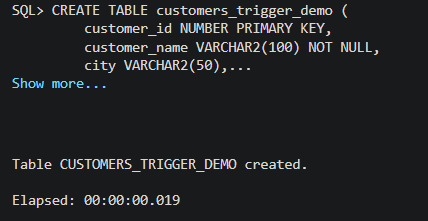 SQL> CREATE TABLE customers_trigger_demo (
customer_id NUMBER PRIMARY KEY,
customer_name VARCHAR2(100) NOT NULL,
city VARCHAR2(50),...
Show more...
Table CUSTOMERS_TRIGGER_DEMO created.
Elapsed: 00:00:00.019